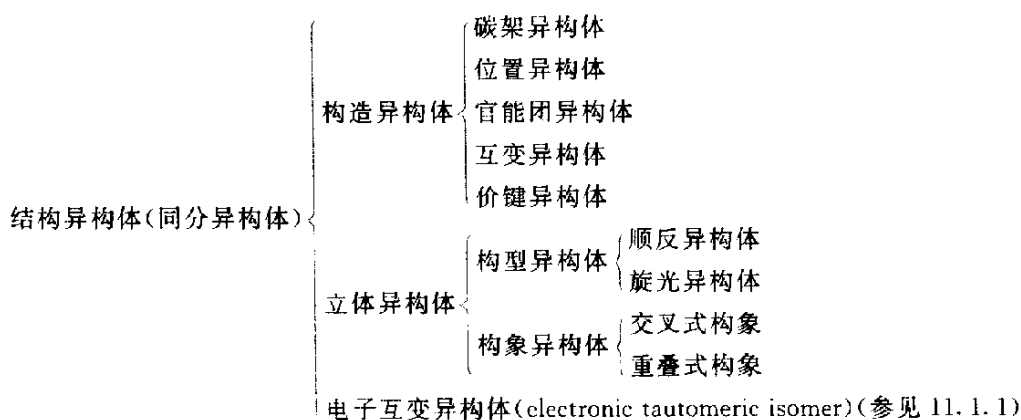 碳架异构体
位置异构体
构造异构体
官能团异构体
互变异构体
价键异构体
结构异构体(同分异构体)
顺反异构体
构型异构体
旋光异构体
立体异构体
交叉式构象
构象异构体
重叠式构象
电子互变异构体(electronic tautomeric isomer)(参见 11.1.1)